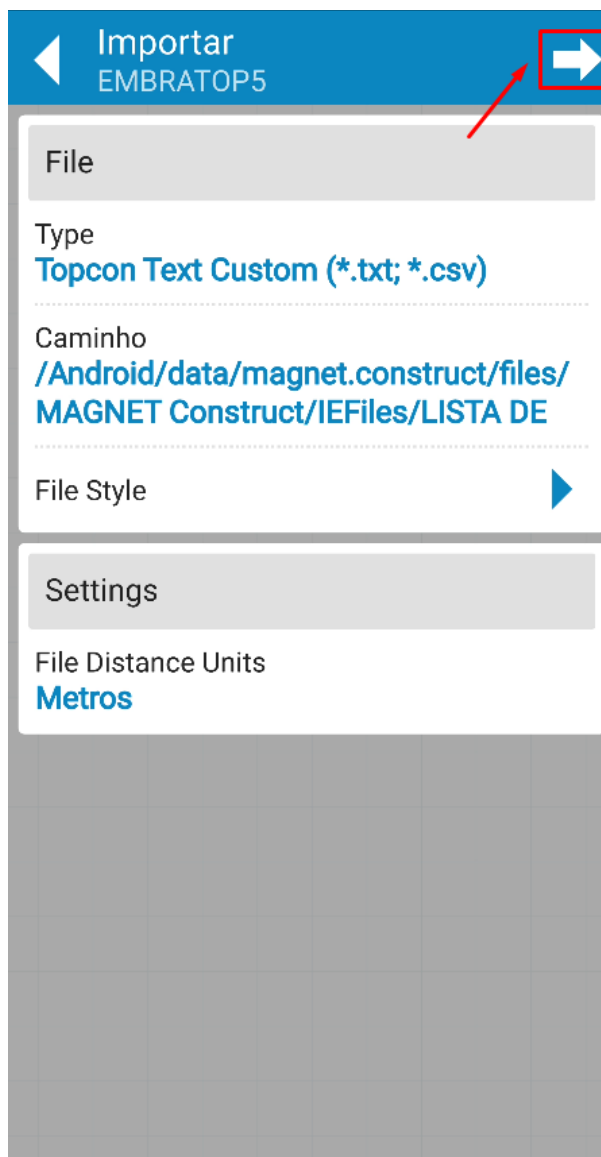 Importar
EMBRATOP5
File
Type
Topcon Text Custom (*.txt; *.csv)
Caminho
/Android/data/magnet.construct/files/
MAGNET Construct/IEFiles/LISTA DE
File Style
Settings
File Distance Units
Metros